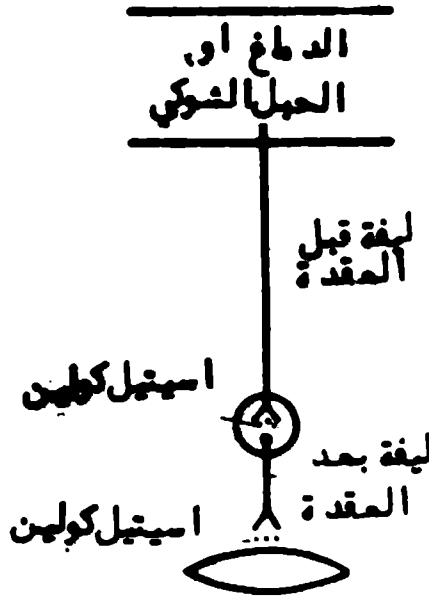 الدماغ او
الحبل الشوكي
ليفة قبل
العقدة
اسيتيل كولين
ليفة بعد
العقدة
اسيتيل كولين